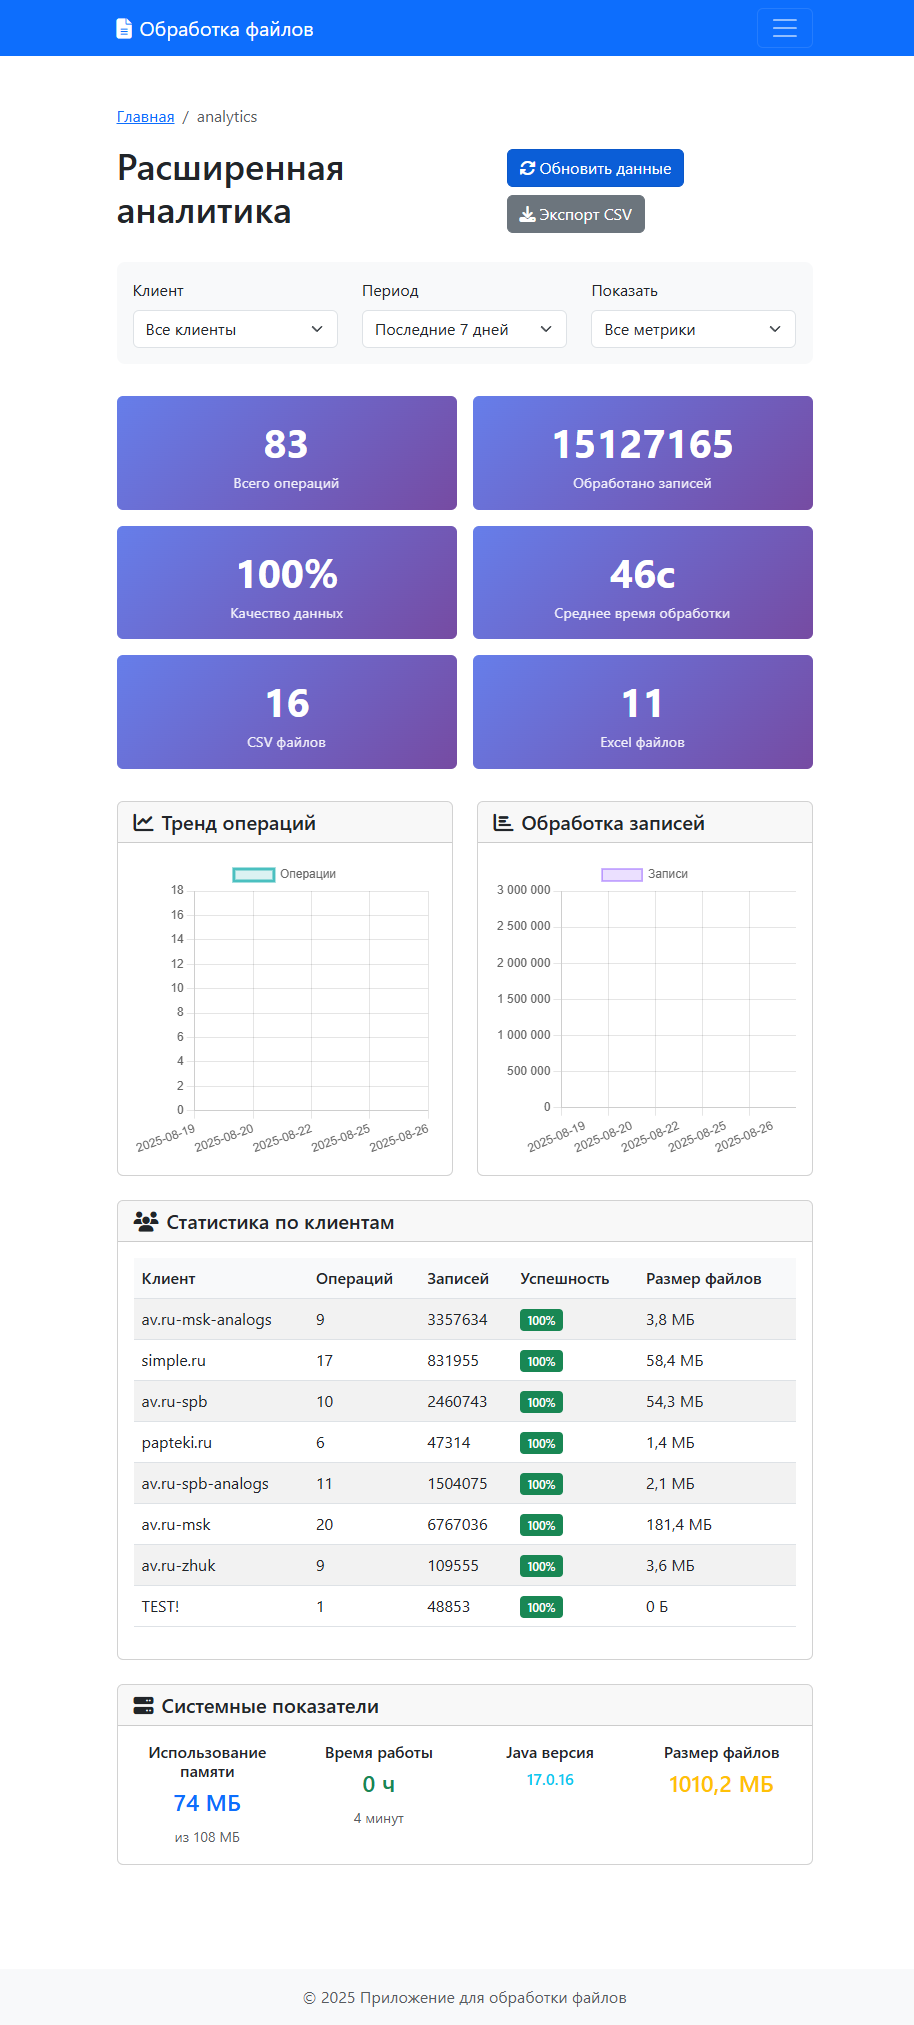 Обработка файлов
Главная / analytics
Расширенная
аналитика
Обновить данные
Экспорт CSV
Клиент Период Показать
Все клиенты Последние 7 дней Все метрики
83 15127165
Всего операций Обработано записей
100% 46с
Качество данных Среднее время обработки
16 11
CSV файлов Excel файлов
Тренд операций
Операции
18
16
14
12
10
8
6
4
2
0
2025-08-19 2025-08-20 2025-08-22 2025-08-25 2025-08-26
Обработка записей
Записи
3 000 000
2 500 000
2 000 000
1 500 000
1 000 000
500 000
0
2025-08-19 2025-08-20 2025-08-22 2025-08-25 2025-08-26
Статистика по клиентам
Клиент Операций Записей Успешность Размер файлов
av.ru-msk-analogs 9 3357634 100% 3,8 МБ
simple.ru 17 831955 100% 58,4 МБ
av.ru-spb 10 2460743 100% 54,3 МБ
papteki.ru 6 47314 100% 1,4 МБ
av.ru-spb-analogs 11 1504075 100% 2,1 МБ
av.ru-msk 20 6767036 100% 181,4 МБ
av.ru-zhuk 9 109555 100% 3,6 МБ
TEST! 1 48853 100% 0 Б
Системные показатели
Использование
памяти
74 МБ
из 108 МБ
Время работы
0 ч
4 минут
Java версия
17.0.16
Размер файлов
1010,2 МБ
© 2025 Приложение для обработки файлов